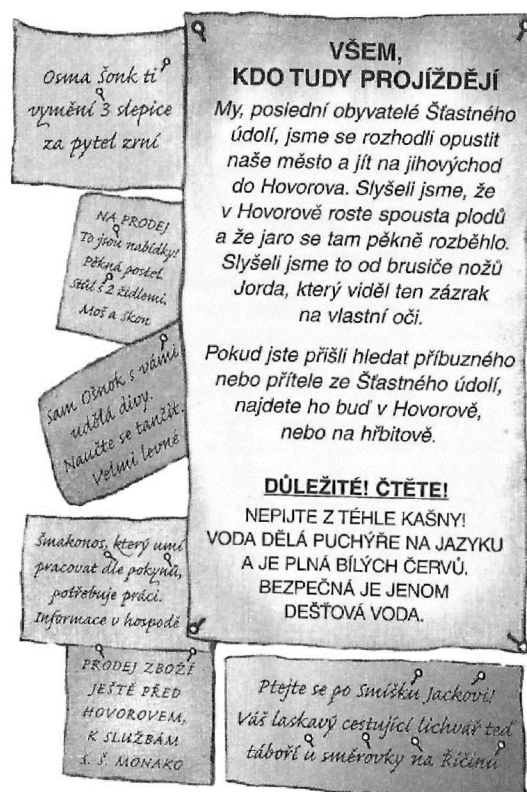 Osma Šonk ti
vymění 3 slepice
za pytel zrní
NA PRODEJ
To jsou nabídky!
Pěkná postel
Stůl s 2 židlemi.
Moš a Skon
Sam Ošnok s vámi
udělá divy.
Naučte se tančit.
Velmi levné
Šmakonos, který umí
pracovat dle pokynů,
potřebuje práci.
Informace v hospodě
PRODEJ ZBOŽÍ
JEŠTĚ PŘED
HOVOROVEM,
K SLUŽBÁM
S. Š. MONAKO
VŠEM,
KDO TUDY PROJÍŽDĚJÍ
My, poslední obyvatelé Šťastného
údolí, jsme se rozhodli opustit
naše město a jít na jihovýchod
do Hovorova. Slyšeli jsme, že
v Hovorově roste spousta plodů
a že jaro se tam pěkně rozběhlo.
Slyšeli jsme to od brusiče nožů
Jorda, který viděl ten zázrak
na vlastní oči.
Pokud jste přišli hledat příbuzného
nebo přítele ze Šťastného údolí,
najdete ho buď v Hovorově,
nebo na hřbitově.
DŮLEŽITÉ! ČTĚTE!
NEPIJTE Z TÉHLE KAŠNY!
VODA DĚLÁ PUCHÝŘE NA JAZYKU
A JE PLNÁ BÍLÝCH ČERVŮ.
BEZPEČNÁ JE JENOM
DEŠŤOVÁ VODA.
Ptejte se po Smíšku Jackovi!
Váš laskavý cestující lichvář teď
táboří u směrovky na Říčinu